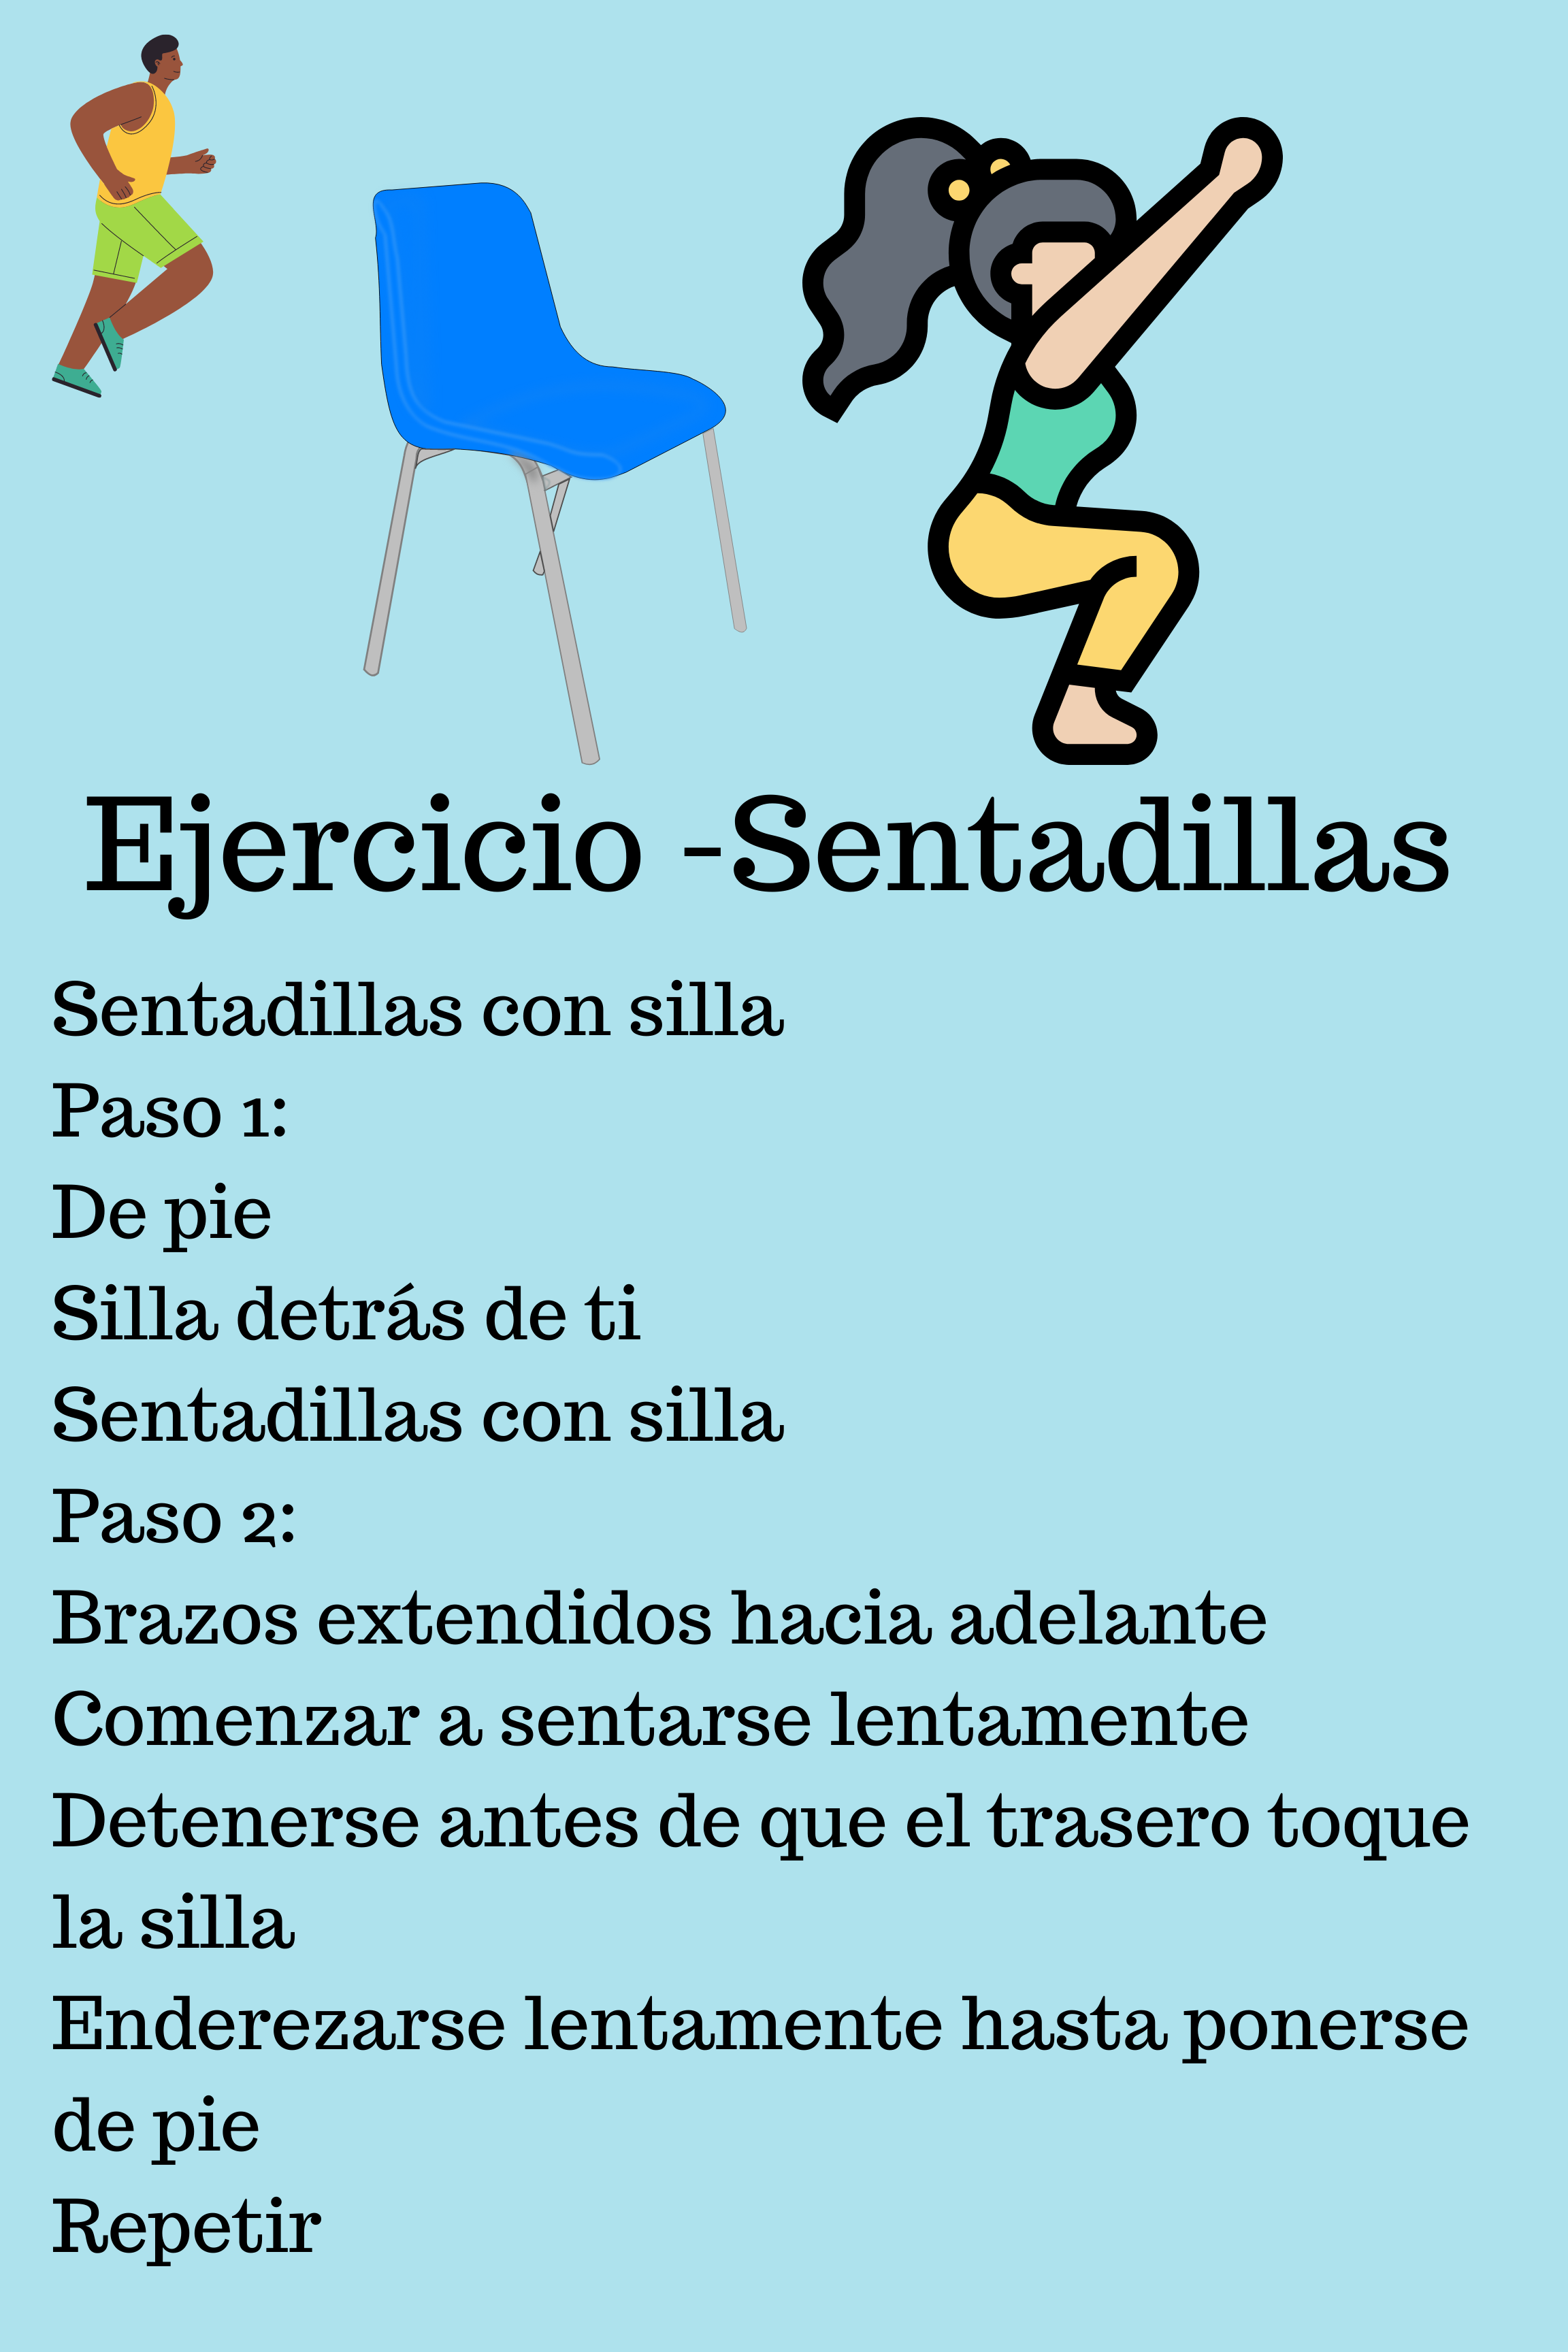 Ejercicio -Sentadillas
Sentadillas con silla
Paso 1:
De pie
Silla detrás de ti
Sentadillas con silla
Paso 2:
Brazos extendidos hacia adelante
Comenzar a sentarse lentamente
Detenerse antes de que el trasero toque
la silla
Enderezarse lentamente hasta ponerse
de pie
Repetir